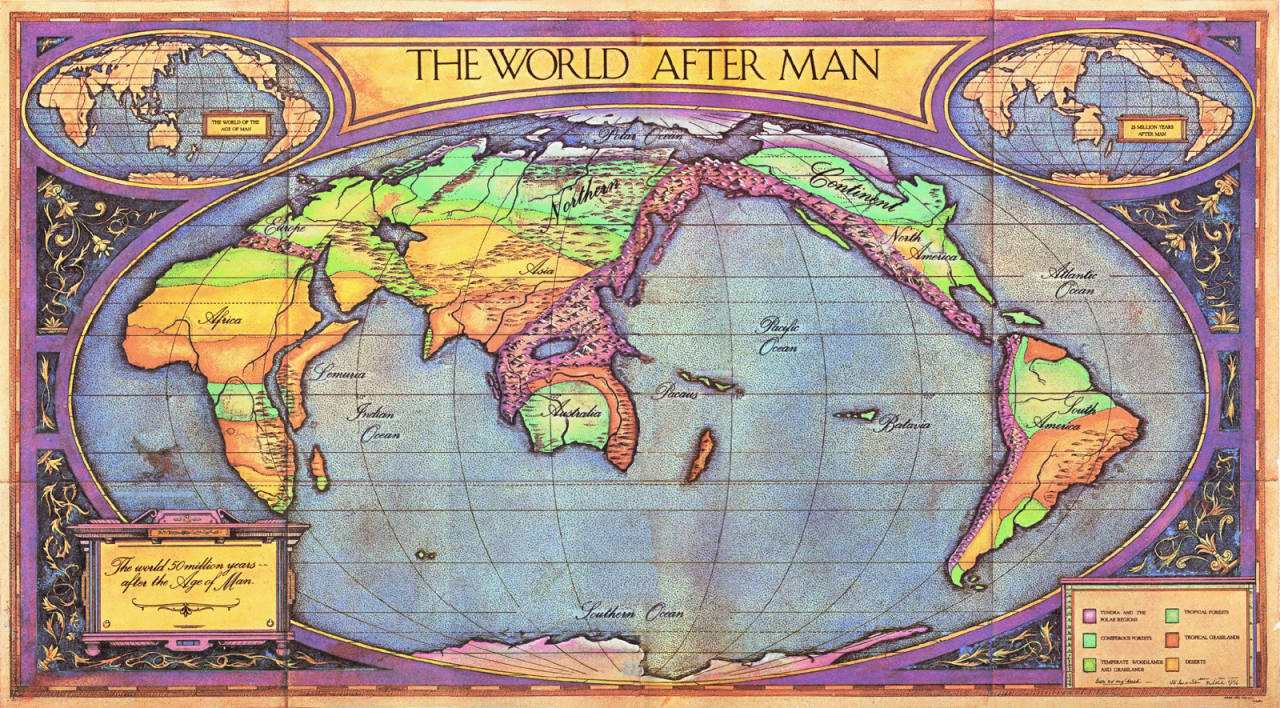 THE WORLD AFTER MAN
THE WORLD OF THE
AGE OF MAN
25 MILLION YEARS
AFTER MAN
Polar Ocean
Northern
Continent
Europe
Asia
North
America
Atlantic
Ocean
Africa
Pacific
Ocean
Lemuria
Pacaus
Indian
Ocean
Australia
Batavia
South
America
Southern Ocean
The world 50 million years --
after the Age of Man.
TUNDRA AND THE
POLAR REGIONS
CONIFEROUS FORESTS
TEMPERATE WOODLANDS
AND GRASSLANDS
TROPICAL FORESTS
TROPICAL GRASSLANDS
DESERTS